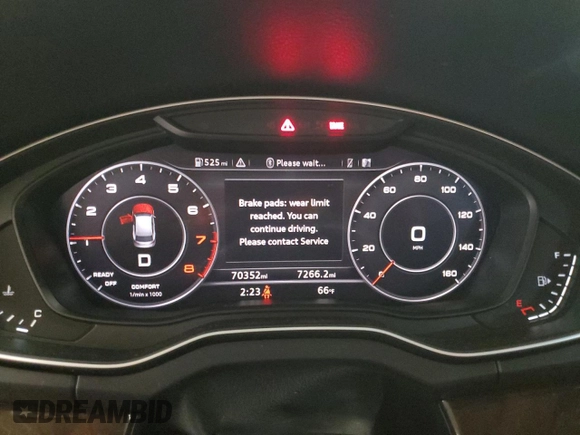 525 mi
Please wait...
3 4 5 6
2 7
1 8
READY
OFF
D
COMFORT
1/min x 1000
Brake pads: wear limit
reached. You can
continue driving.
Please contact Service
80 100
60 120
40 140
20 160
0
MPH
70352mi 7266.2mi
2:23 66°F
C
F
E
DREAMBID